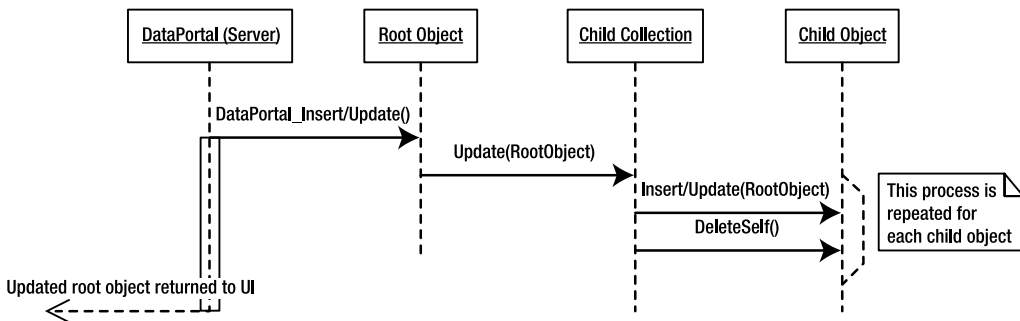 DataPortal (Server)
Root Object
Child Collection
Child Object
DataPortal_Insert/Update()
Update(RootObject)
Insert/Update(RootObject)
DeleteSelf()
This process is
repeated for
each child object
Updated root object returned to UI